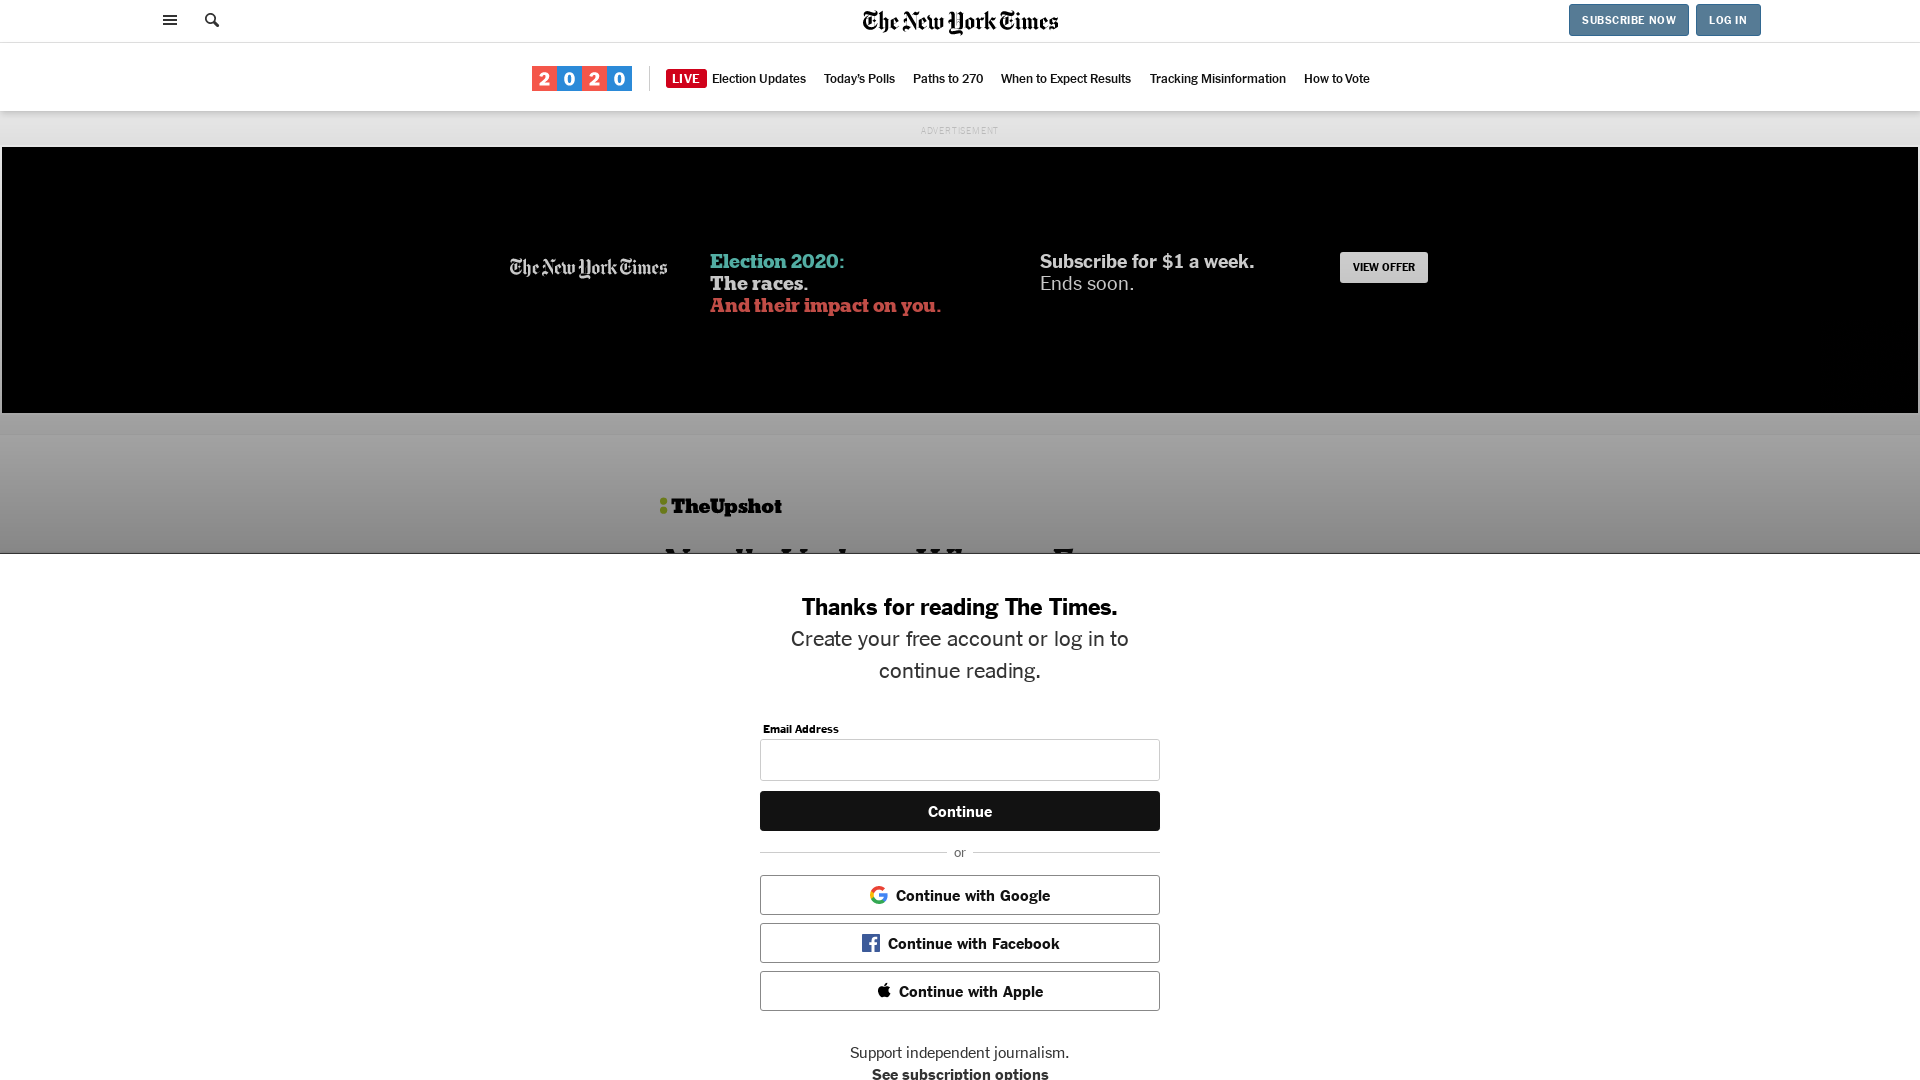 The New York Times
SUBSCRIBE NOW
LOG IN
2020
LIVE Election Updates
Today's Polls
Paths to 270
When to Expect Results
Tracking Misinformation
How to Vote
ADVERTISEMENT
The New York Times
Election 2020:
The races.
And their impact on you.
Subscribe for $1 a week.
Ends soon.
VIEW OFFER
TheUpshot
Thanks for reading The Times.
Create your free account or log in to
continue reading.
Email Address
Continue
or
Continue with Google
Continue with Facebook
Continue with Apple
Support independent journalism.
See subscription options